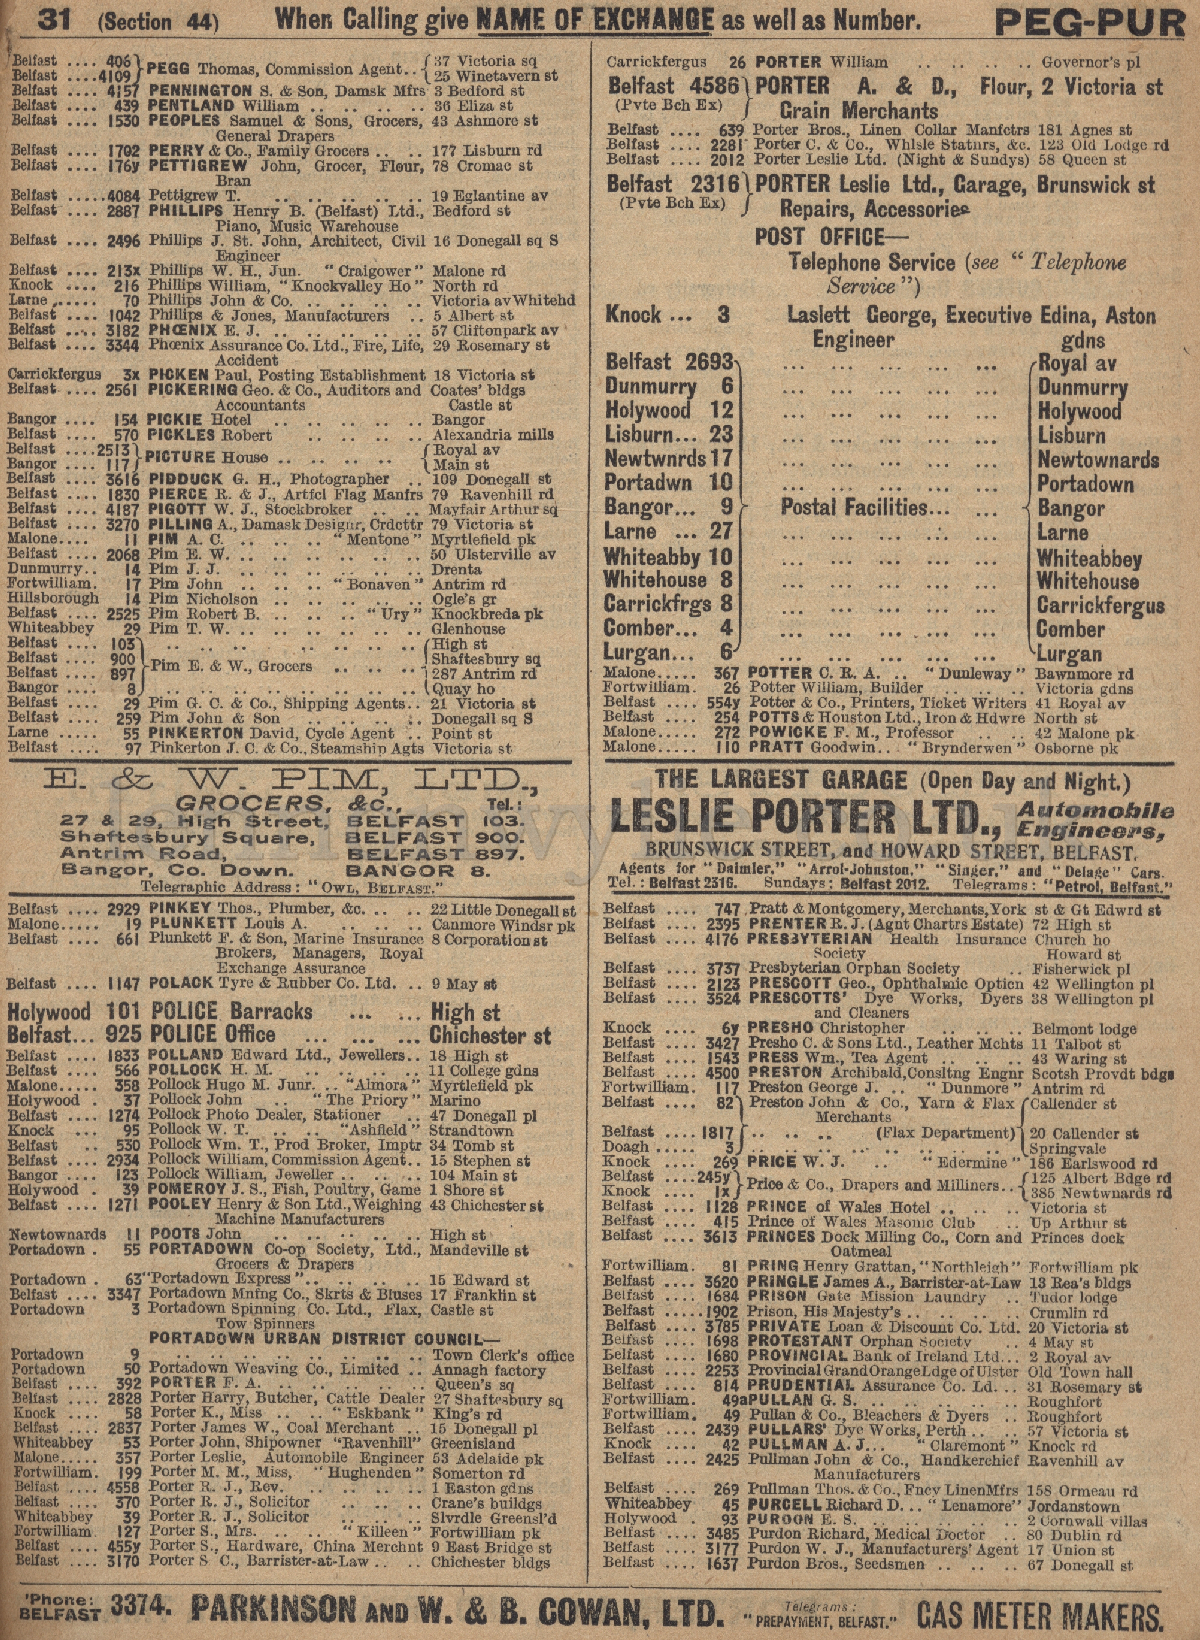 31 (Section 44) When Calling give NAME OF EXCHANGE as well as Number. PEG-PUR
Belfast .... 406 } PEGG Thomas, Commission Agent.. { 37 Victoria sq
Belfast .... 4109 } { 25 Winetavern st
Belfast .... 4157 PENNINGTON S. & Son, Damsk Mfrs 3 Bedford st
Belfast .... 439 PENTLAND William .. .. .. .. 36 Eliza st
Belfast .... 1530 PEOPLES Samuel & Sons, Grocers, 43 Ashmore st
General Drapers
Belfast .... 1702 PERRY & Co., Family Grocers .. .. 177 Lisburn rd
Belfast .... 176y PETTIGREW John, Grocer, Flour, 78 Cromac st
Bran
Belfast .....4084 Pettigrew T. .. .. .. .. .. .. 19 Eglantine av
Belfast .... 2887 PHILLIPS Henry B. (Belfast) Ltd., Bedford st
Piano, Music Warehouse
Belfast .... 2496 Phillips J. St. John, Architect, Civil 16 Donegall sq S
Engineer
Belfast .... 213x Phillips W. H., Jun. "Craigower" Malone rd
Knock .... 216 Phillips William, "Knockvalley Ho" North rd
Larne ...... 70 Phillips John & Co. .. .. .. .. Victoria av Whitehd
Belfast .... 1042 Phillips & Jones, Manufacturers .. 5 Albert st
Belfast .... 3182 PHŒNIX E. J. .. .. .. .. .. .. 57 Cliftonpark av
Belfast .... 3344 Phœnix Assurance Co. Ltd., Fire, Life, 29 Rosemary st
Accident
Carrickfergus 3x PICKEN Paul, Posting Establishment 18 Victoria st
Belfast .... 2561 PICKERING Geo. & Co., Auditors and Coates' bldgs
Accountants Castle st
Bangor .... 154 PICKIE Hotel .. .. .. .. .. Bangor
Belfast .... 570 PICKLES Robert .. .. .. .. Alexandria mills
Belfast ....2513 } PICTURE House .. .. .. .. { Royal av
Bangor .... 117 } { Main st
Belfast .... 3616 PIDDUCK G. H., Photographer .. 109 Donegall st
Belfast .... 1830 PIERCE R. & J., Artfcl Flag Manfrs 79 Ravenhill rd
Belfast .... 4187 PIGOTT W. J., Stockbroker .. .. Mayfair Arthur sq
Belfast .... 3270 PILLING A., Damask Designr, Crdcttr 79 Victoria st
Malone.... 11 PIM A. C. .. .. .. "Mentone" Myrtlefield pk
Belfast .... 2068 Pim E. W. .. .. .. .. .. .. 50 Ulsterville av
Dunmurry.. 14 Pim J. J. .. .. .. .. .. .. Drenta
Fortwilliam. 17 Pim John .. .. .. "Bonaven" Antrim rd
Hillsborough 14 Pim Nicholson .. .. .. .. .. Ogle's gr
Belfast .... 2525 Pim Robert B. .. .. .. "Ury" Knockbreda pk
Whiteabbey 29 Pim T. W. .. .. .. .. .. .. Glenhouse
Belfast .... 103 } .. .. .. .. .. .. { High st
Belfast .... 900 } Pim E. & W., Grocers .. .. .. { Shaftesbury sq
Belfast .... 897 } { 287 Antrim rd
Bangor .... 8 } .. .. .. .. .. .. { Quay ho
Belfast .... 29 Pim G. C. & Co., Shipping Agents.. 21 Victoria st
Belfast .... 259 Pim John & Son .. .. .. .. Donegall sq S
Larne ..... 55 PINKERTON David, Cycle Agent .. Point st
Belfast .... 97 Pinkerton J. C. & Co., Steamship Agts Victoria st
E. & W. PIM, LTD.,
GROCERS, &c., Tel.:
27 & 29, High Street, BELFAST 103.
Shaftesbury Square, BELFAST 900.
Antrim Road, BELFAST 897.
Bangor, Co. Down. BANGOR 8.
Telegraphic Address: "OWL, BELFAST."
Belfast .... 2929 PINKEY Thos., Plumber, &c. .. .. 22 Little Donegall st
Malone..... 19 PLUNKETT Louis A. .. .. .. Canmore Windsr pk
Belfast .... 661 Plunkett F. & Son, Marine Insurance 8 Corporation st
Brokers, Managers, Royal
Exchange Assurance
Belfast .... 1147 POLACK Tyre & Rubber Co. Ltd. .. 9 May st
Holywood 101 POLICE Barracks ... ... High st
Belfast... 925 POLICE Office ... ... ... Chichester st
Belfast .... 1833 POLLAND Edward Ltd., Jewellers.. 18 High st
Belfast .... 566 POLLOCK H. M. .. .. .. .. .. 11 College gdns
Malone..... 358 Pollock Hugo M. Junr. .. "Almora" Myrtlefield pk
Holywood . 37 Pollock John .. .. "The Priory" Marino
Belfast .... 1274 Pollock Photo Dealer, Stationer .. 47 Donegall pl
Knock ... 95 Pollock W. T. .. .. .. "Ashfield" Strandtown
Belfast .. 530 Pollock Wm. T., Prod Broker, Imptr 34 Tomb st
Belfast .... 2934 Pollock William, Commission Agent.. 15 Stephen st
Bangor .... 123 Pollock William, Jeweller .. .. .. 104 Main st
Holywood . 39 POMEROY J. S., Fish, Poultry, Game 1 Shore st
Belfast .... 1271 POOLEY Henry & Son Ltd., Weighing 43 Chichester st
Machine Manufacturers
Newtownards 11 POOTS John .. .. .. .. .. High st
Portadown . 55 PORTADOWN Co-op Society, Ltd., Mandeville st
Grocers & Drapers
Portadown . 63 "Portadown Express".. .. .. .. 15 Edward st
Belfast .... 3347 Portadown Mnfng Co., Skrts & Bluses 17 Franklin st
Portadown 3 Portadown Spinning Co. Ltd., Flax, Castle st
Tow Spinners
PORTADOWN URBAN DISTRICT COUNCIL—
Portadown 9 .. .. .. .. .. .. .. Town Clerk's office
Portadown 50 Portadown Weaving Co., Limited .. Annagh factory
Belfast .... 392 PORTER F. A. .. .. .. .. .. Queen's sq
Belfast .... 2828 Porter Harry, Butcher, Cattle Dealer 27 Shaftesbury sq
Knock .... 58 Porter K., Miss .. .. "Eskbank" King's rd
Belfast .... 2837 Porter James W., Coal Merchant .. 15 Donegall pl
Whiteabbey 53 Porter John, Shipowner "Ravenhill" Greenisland
Malone..... 357 Porter Leslie, Automobile Engineer 53 Adelaide pk
Fortwilliam. 199 Porter M. M., Miss, "Hughenden" Somerton rd
Belfast .... 4558 Porter R. J., Rev. .. .. .. .. 1 Easton gdns
Belfast .... 370 Porter R. J., Solicitor .. .. .. Crane's buildgs
Whiteabbey 39 Porter R. J., Solicitor .. .. .. Slvrdle Greensl'd
Fortwilliam. 127 Porter S., Mrs. .. .. "Killeen" Fortwilliam pk
Belfast .... 455y Porter S., Hardware, China Merchnt 9 East Bridge st
Belfast .... 3170 Porter S C., Barrister-at-Law .. .. Chichester bldgs
Carrickfergus 26 PORTER William .. .. .. .. Governor's pl
Belfast 4586 } PORTER A. & D., Flour, 2 Victoria st
(Pvte Bch Ex) } Grain Merchants
Belfast .... 639 Porter Bros., Linen Collar Manfctrs 181 Agnes st
Belfast .... 2281 Porter C. & Co., Whlsle Statnrs, &c. 123 Old Lodge rd
Belfast .... 2012 Porter Leslie Ltd. (Night & Sundys) 58 Queen st
Belfast 2316 } PORTER Leslie Ltd., Garage, Brunswick st
(Pvte Bch Ex) } Repairs, Accessories
POST OFFICE—
Telephone Service (see "Telephone
Service")
Knock ... 3 Laslett George, Executive Edina, Aston
Engineer gdns
Belfast 2693 ... ... ... ... ... Royal av
Dunmurry 6 ... ... ... ... ... Dunmurry
Holywood 12 ... ... ... ... ... Holywood
Lisburn... 23 ... ... ... ... ... Lisburn
Newtwnrds 17 ... ... ... ... ... Newtownards
Portadwn 10 ... ... ... ... ... Portadown
Bangor... 9 Postal Facilities... ... ... Bangor
Larne ... 27 ... ... ... ... ... Larne
Whiteabby 10 ... ... ... ... ... Whiteabbey
Whitehouse 8 ... ... ... ... ... Whitehouse
Carrickfrgs 8 ... ... ... ... ... Carrickfergus
Comber... 4 ... ... ... ... ... Comber
Lurgan... 6 ... ... ... ... ... Lurgan
Malone..... 367 POTTER C. R. A. .. "Dunleway" Bawnmore rd
Fortwilliam. 26 Potter William, Builder .. .. .. Victoria gdns
Belfast .... 554y Potter & Co., Printers, Ticket Writers 41 Royal av
Belfast .... 254 POTTS & Houston Ltd., Iron & Hdwre North st
Malone..... 272 POWICKE F. M., Professor .. .. 42 Malone pk
Malone..... 110 PRATT Goodwin.. .. "Brynderwen" Osborne pk
THE LARGEST GARAGE (Open Day and Night.)
LESLIE PORTER LTD., Automobile Engineers,
BRUNSWICK STREET, and HOWARD STREET, BELFAST.
Agents for "Daimler," "Arrol-Johnston," "Singer," and "Delage" Cars.
Tel.: Belfast 2316. Sundays: Belfast 2012. Telegrams: "Petrol, Belfast."
Belfast .... 747 Pratt & Montgomery, Merchants, York st & Gt Edwrd st
Belfast .... 2395 PRENTER R. J. (Agnt Chartrs Estate) 72 High st
Belfast .... 4176 PRESBYTERIAN Health Insurance Church ho
Society Howard st
Belfast .... 3737 Presbyterian Orphan Society .. Fisherwick pl
Belfast .... 2123 PRESCOTT Geo., Ophthalmic Opticn 42 Wellington pl
Belfast .... 3524 PRESCOTTS' Dye Works, Dyers 38 Wellington pl
and Cleaners
Knock .... 6y PRESHO Christopher .. .. .. Belmont lodge
Belfast .... 3427 Presho C. & Sons Ltd., Leather Mchts 11 Talbot st
Belfast .... 1543 PRESS Wm., Tea Agent .. .. .. 43 Waring st
Belfast .... 4500 PRESTON Archibald, Consltng Engnr Scotsh Provdt bdgs
Fortwilliam. 117 Preston George J. .. .. "Dunmore" Antrim rd
Belfast .... 82 } Preston John & Co., Yarn & Flax { Callender st
Merchants
Belfast .... 1817 } .. .. .. (Flax Department) { 20 Callender st
Doagh ..... 3 } .. .. .. .. .. .. { Springvale
Knock .... 269 PRICE W. J. .. .. "Edermine" 186 Earlswood rd
Belfast .... 245y } Price & Co., Drapers and Milliners.. { 125 Albert Bdge rd
Knock .... 1x } { 385 Newtwnards rd
Belfast .... 1128 PRINCE of Wales Hotel .. .. .. Victoria st
Belfast .... 415 Prince of Wales Masonic Club .. Up Arthur st
Belfast .... 3613 PRINCES Dock Milling Co., Corn and Princes dock
Oatmeal
Fortwilliam. 81 PRING Henry Grattan, "Northleigh" Fortwilliam pk
Belfast .... 3620 PRINGLE James A., Barrister-at-Law 13 Rea's bldgs
Belfast .... 1684 PRISON Gate Mission Laundry .. Tudor lodge
Belfast .....1902 Prison, His Majesty's .. .. .. .. Crumlin rd
Belfast .... 3785 PRIVATE Loan & Discount Co. Ltd. 20 Victoria st
Belfast .... 1698 PROTESTANT Orphan Society .. 4 May st
Belfast .... 1680 PROVINCIAL Bank of Ireland Ltd... 2 Royal av
Belfast .... 2253 Provincial Grand Orange Ldge of Ulster Old Town hall
Belfast .... 814 PRUDENTIAL Assurance Co. Ld. .. 31 Rosemary st
Fortwilliam. 49a PULLAN G. S. .. .. .. .. .. Roughfort
Fortwilliam. 49 Pullan & Co., Bleachers & Dyers .. Roughfort
Belfast .... 2439 PULLARS' Dye Works, Perth .. .. 57 Victoria st
Knock .... 42 PULLMAN A. J... .. "Claremont" Knock rd
Belfast .... 2425 Pullman John & Co., Handkerchief Ravenhill av
Manufacturers
Belfast .... 269 Pullman Thos. & Co., Fncy Linen Mfrs 158 Ormeau rd
Whiteabbey 45 PURCELL Richard D. .. "Lenamore" Jordanstown
Holywood . 93 PURDON E. S. .. .. .. .. .. 2 Cornwall villas
Belfast .... 3485 Purdon Richard, Medical Doctor .. 80 Dublin rd
Belfast .... 3177 Purdon W. J., Manufacturers' Agent 17 Union st
Belfast .... 1637 Purdon Bros., Seedsmen .. .. .. 67 Donegall st
'Phone: BELFAST 3374. PARKINSON AND W. & B. COWAN, LTD. Telegrams: "PREPAYMENT, BELFAST." GAS METER MAKERS.